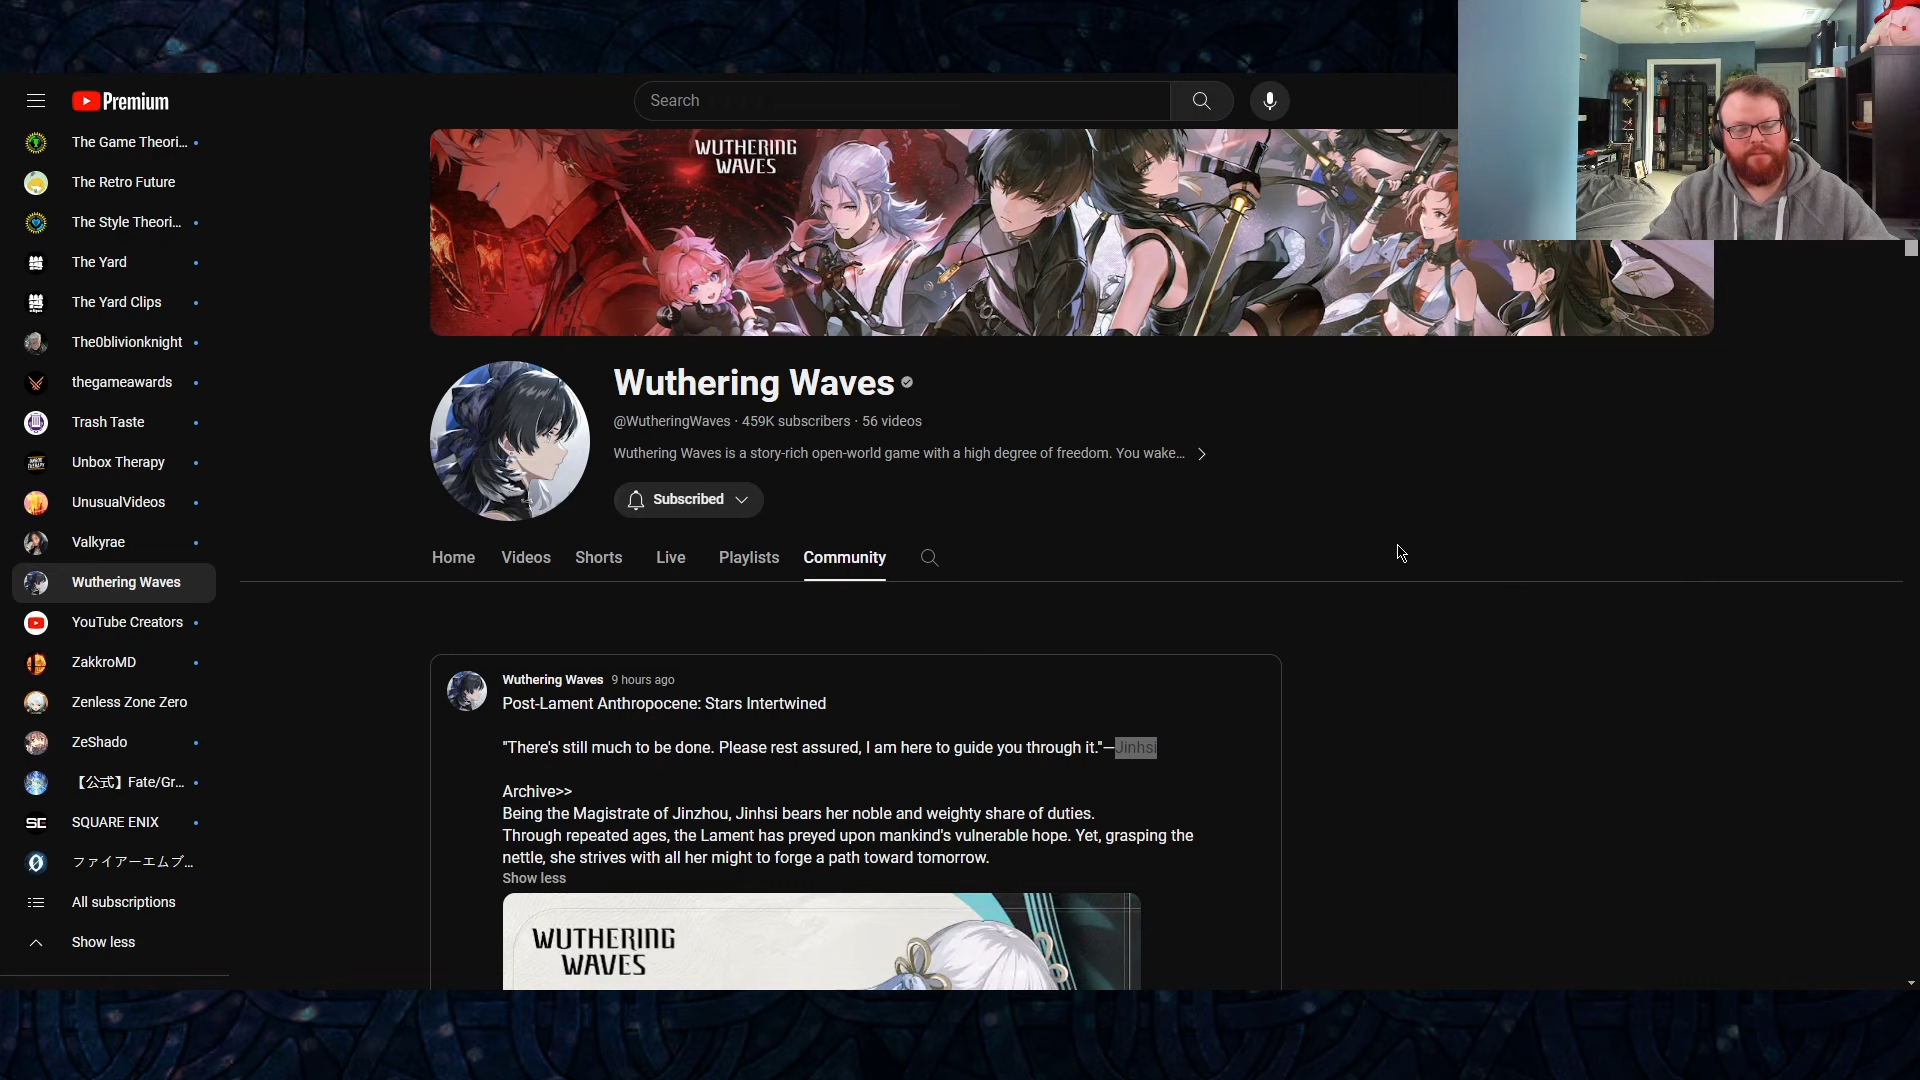 Premium
Search
The Game Theori...
The Retro Future
The Style Theori...
The Yard
The Yard Clips
The0blivionknight
thegameawards
Trash Taste
Unbox Therapy
UnusualVideos
Valkyrae
Wuthering Waves
YouTube Creators
ZakkroMD
Zenless Zone Zero
ZeShado
【公式】Fate/Gr...
SQUARE ENIX
ファイアーエムブ...
All subscriptions
Show less
WUTHERING
WAVES
Wuthering Waves
@WutheringWaves · 459K subscribers · 56 videos
Wuthering Waves is a story-rich open-world game with a high degree of freedom. You wake...
Subscribed
Home Videos Shorts Live Playlists Community
Wuthering Waves 9 hours ago
Post-Lament Anthropocene: Stars Intertwined
"There's still much to be done. Please rest assured, I am here to guide you through it."—Jinhsi
Archive>>
Being the Magistrate of Jinzhou, Jinhsi bears her noble and weighty share of duties.
Through repeated ages, the Lament has preyed upon mankind's vulnerable hope. Yet, grasping the
nettle, she strives with all her might to forge a path toward tomorrow.
Show less
WUTHERING
WAVES